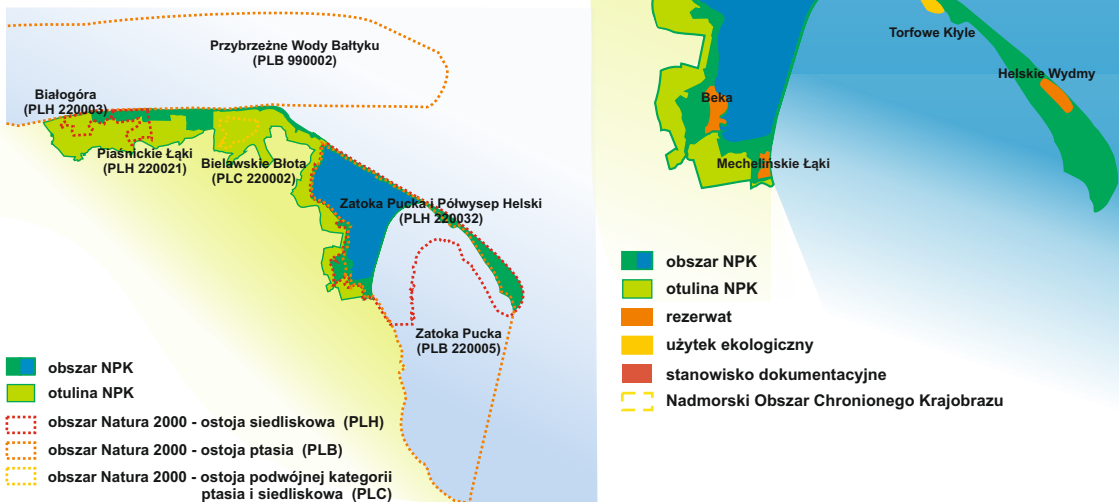 Przybrzeżne Wody Bałtyku
(PLB 990002)
Białogóra
(PLH 220003)
Piaśnickie Łąki
(PLH 220021)
Bielawskie Błota
(PLC 220002)
Zatoka Pucka i Półwysep Helski
(PLH 220032)
Zatoka Pucka
(PLB 220005)
obszar NPK
otulina NPK
obszar Natura 2000 - ostoja siedliskowa (PLH)
obszar Natura 2000 - ostoja ptasia (PLB)
obszar Natura 2000 - ostoja podwójnej kategorii
ptasia i siedliskowa (PLC)
Torfowe Kłyle
Helskie Wydmy
Beka
Mechelińskie Łąki
obszar NPK
otulina NPK
rezerwat
użytek ekologiczny
stanowisko dokumentacyjne
Nadmorski Obszar Chronionego Krajobrazu